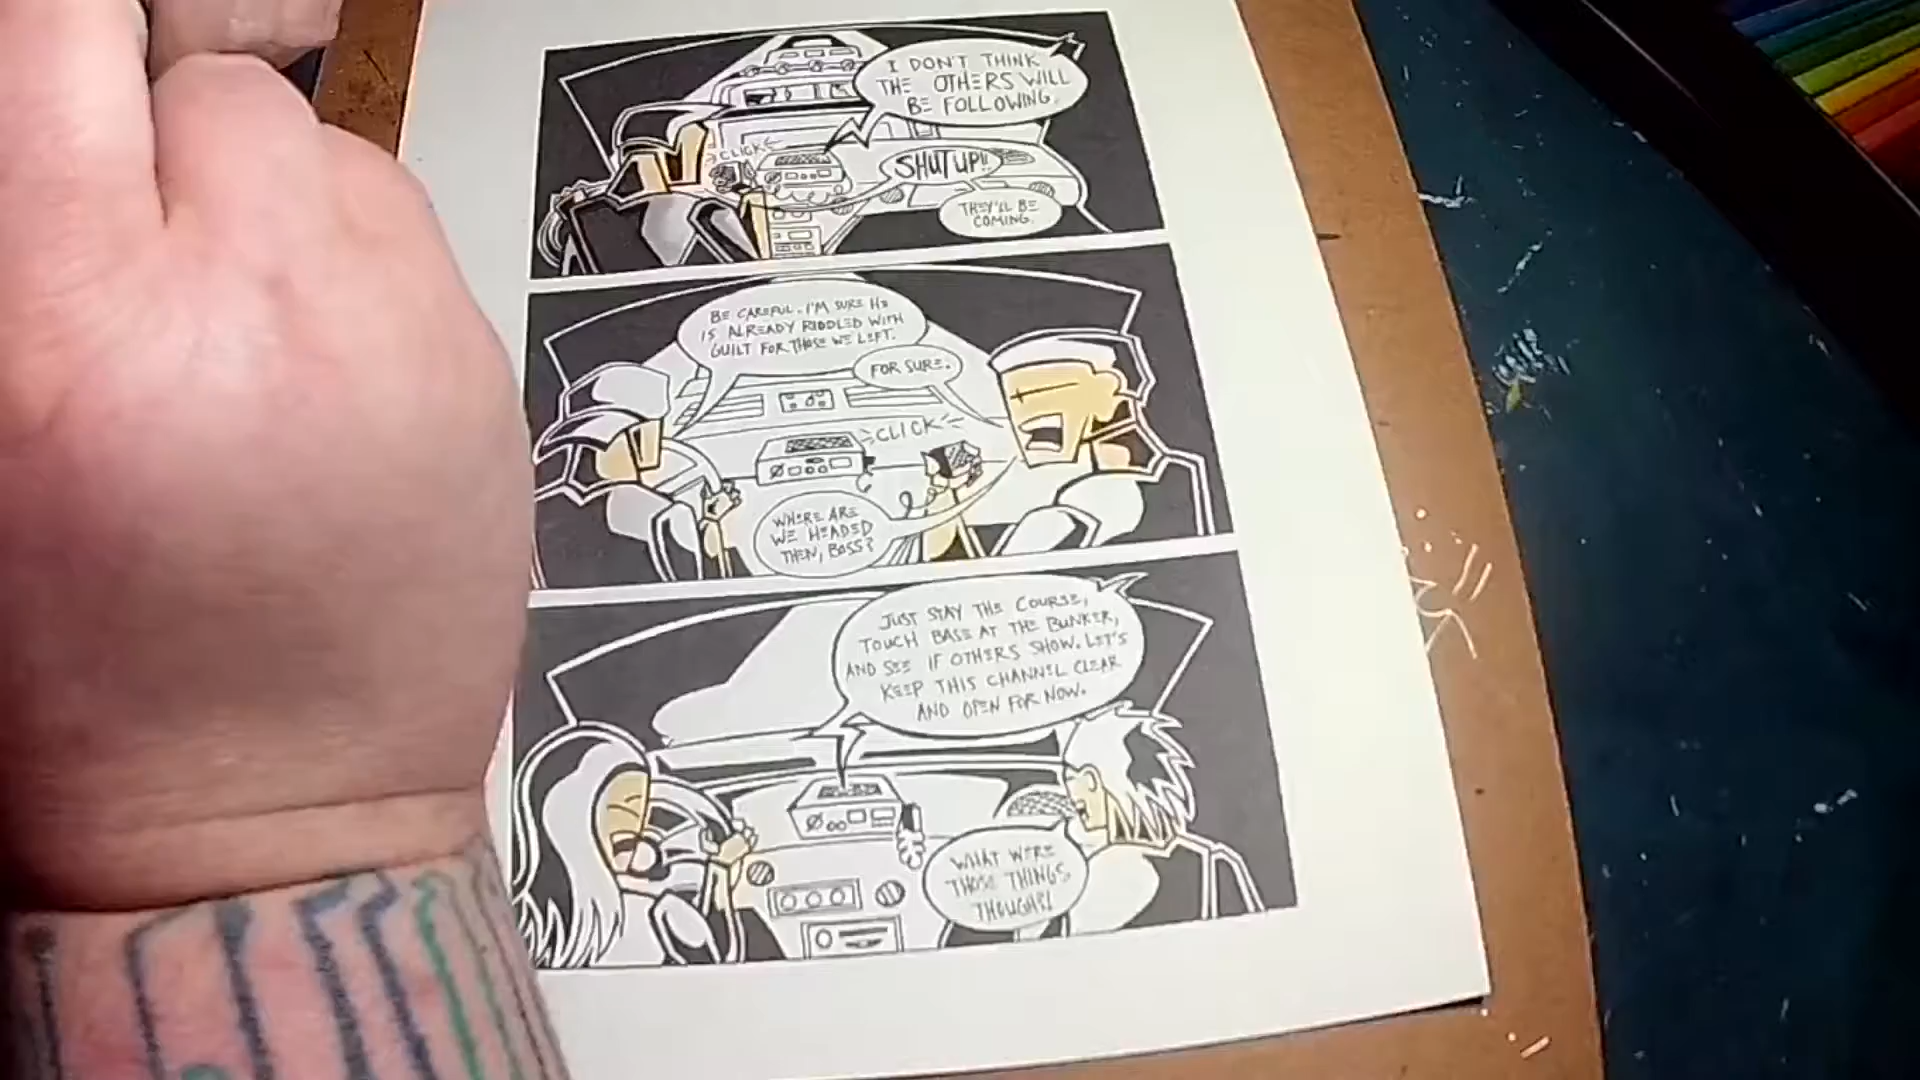 I DON'T THINK
THE OTHERS WILL
BE FOLLOWING.
CLICK
SHUT UP!!
THEY'LL BE
COMING.
BE CAREFUL. I'M SURE HE
IS ALREADY RIDDLED WITH
GUILT FOR THOSE WE LEFT.
FOR SURE.
CLICK
WHERE ARE
WE HEADED
THEN, BOSS?
JUST STAY THE COURSE,
TOUCH BASE AT THE BUNKER,
AND SEE IF OTHERS SHOW. LET'S
KEEP THIS CHANNEL CLEAR
AND OPEN FOR NOW.
WHAT WERE
THOSE THINGS
THOUGH?!